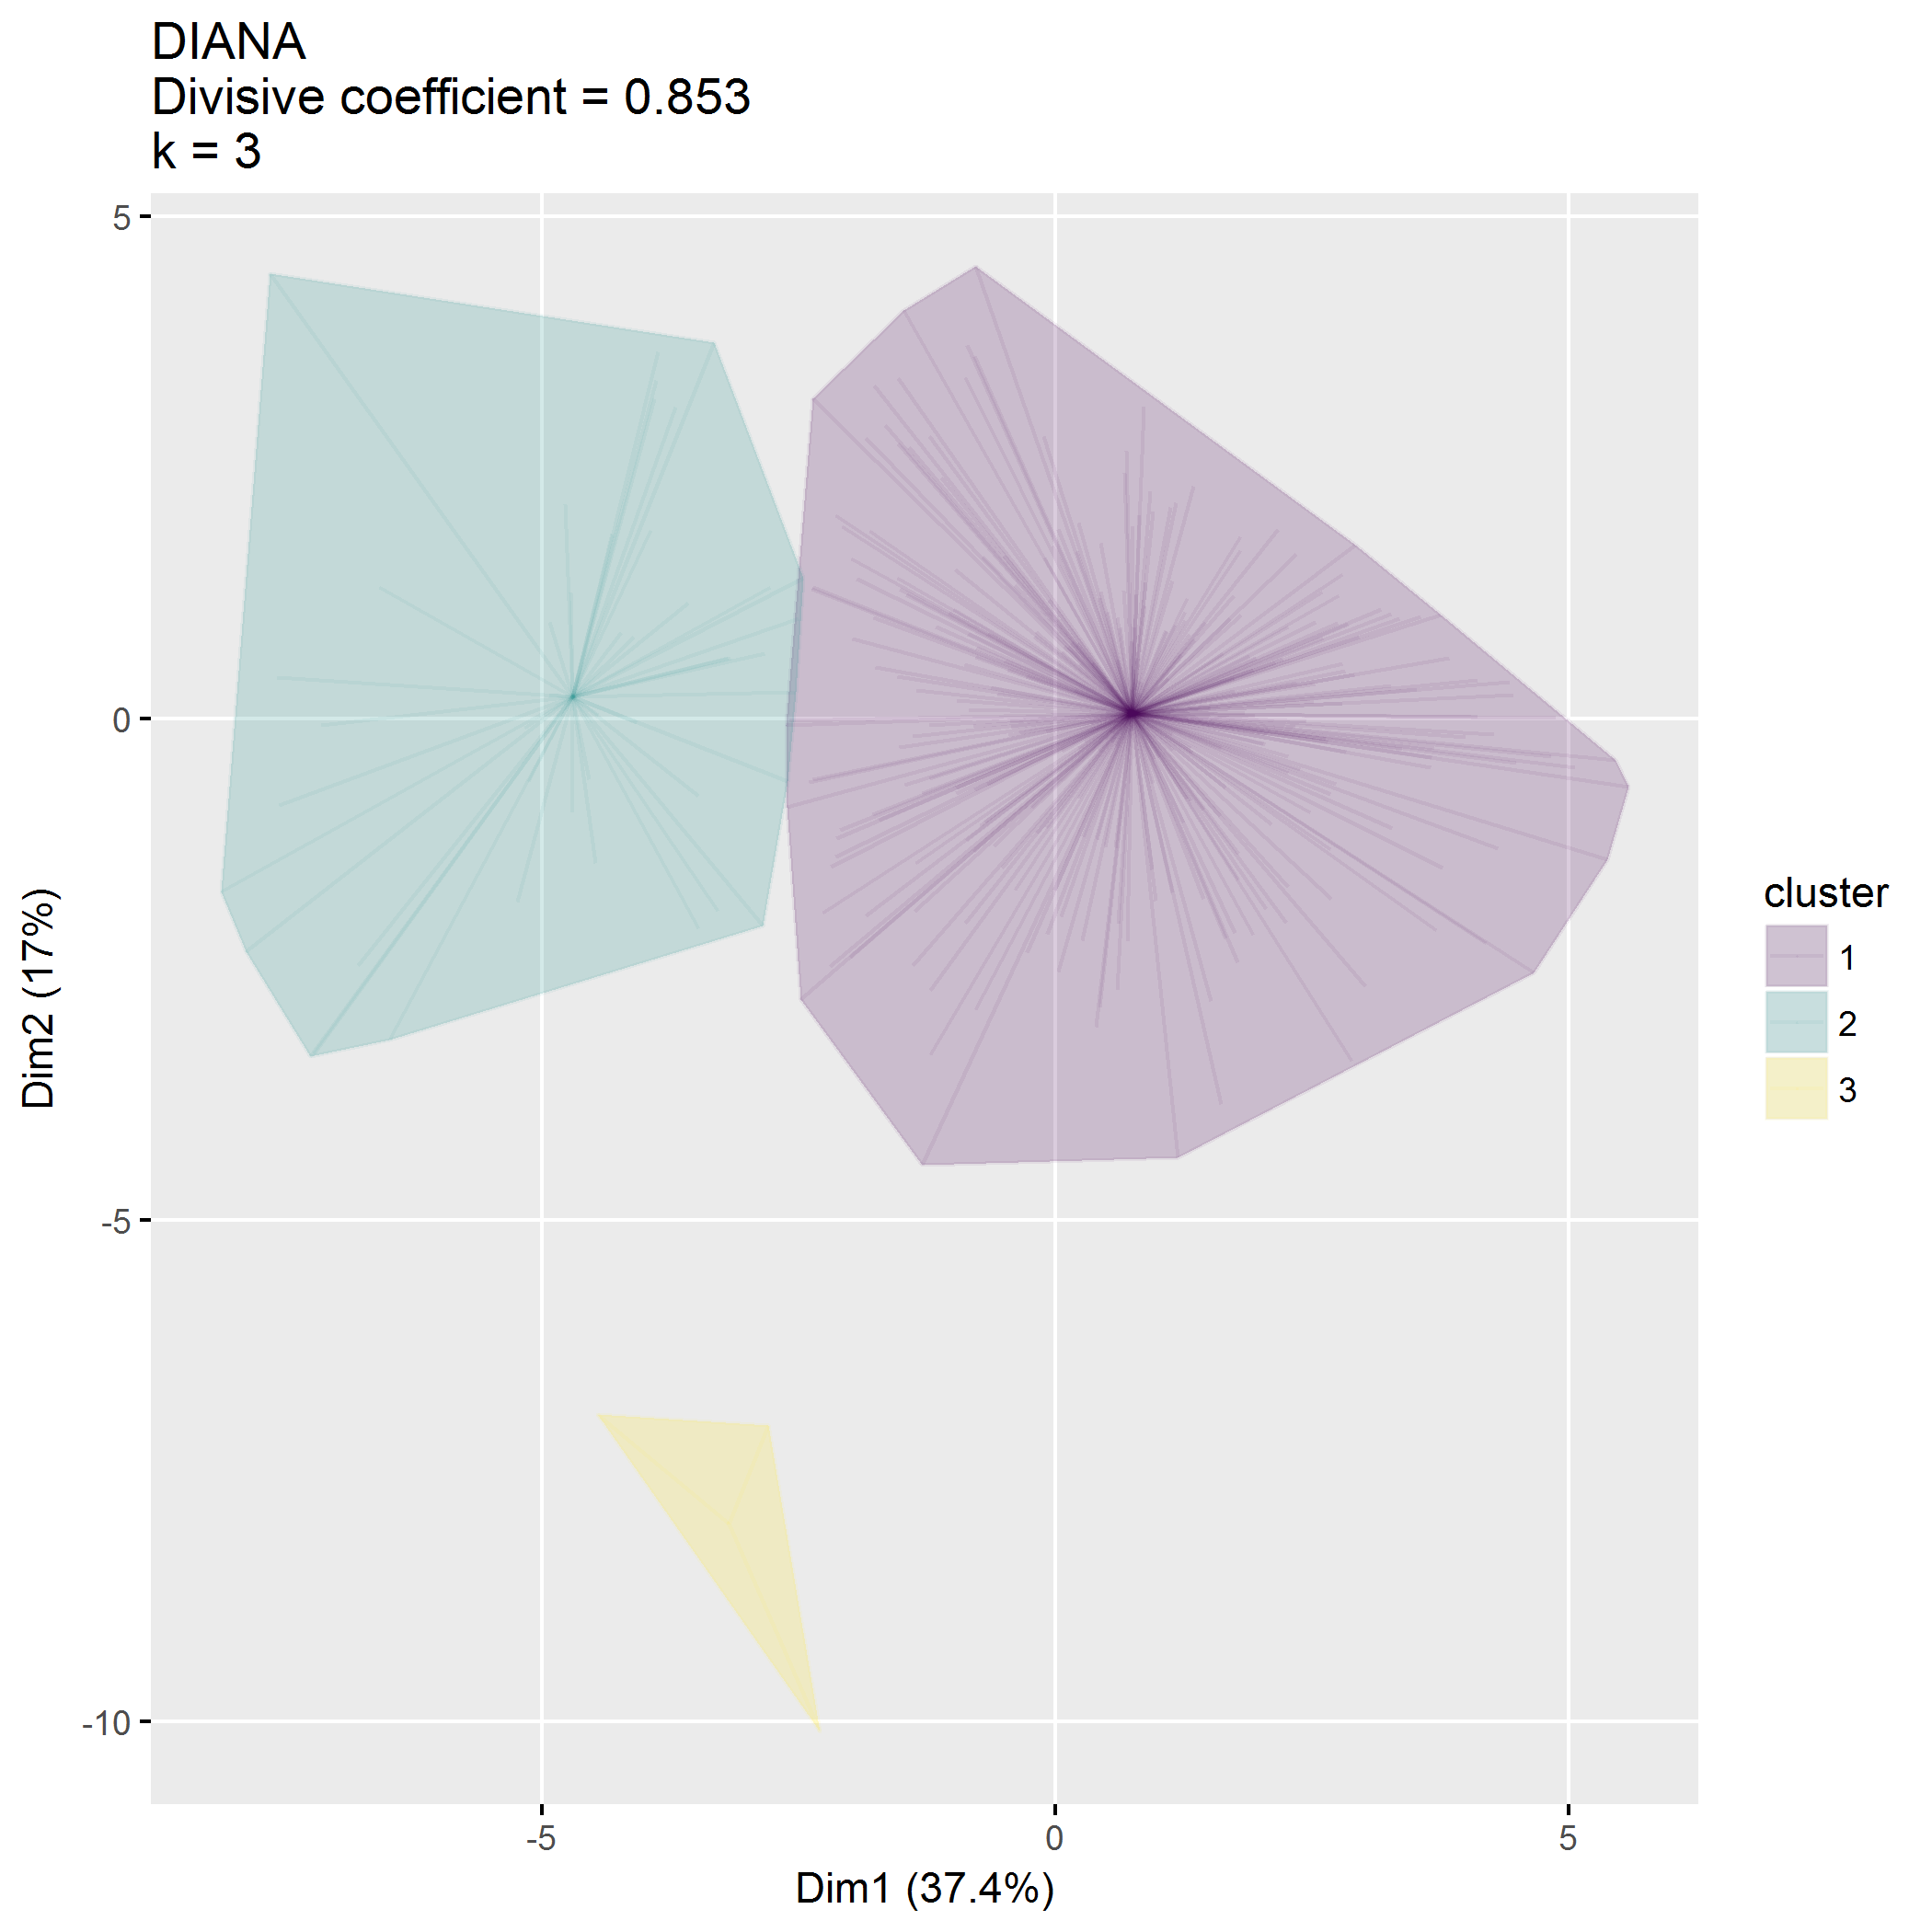 DIANA
Divisive coefficient = 0.853
k = 3
5
0
-5
-10
Dim2 (17%)
-5
0
5
Dim1 (37.4%)
cluster
1
2
3